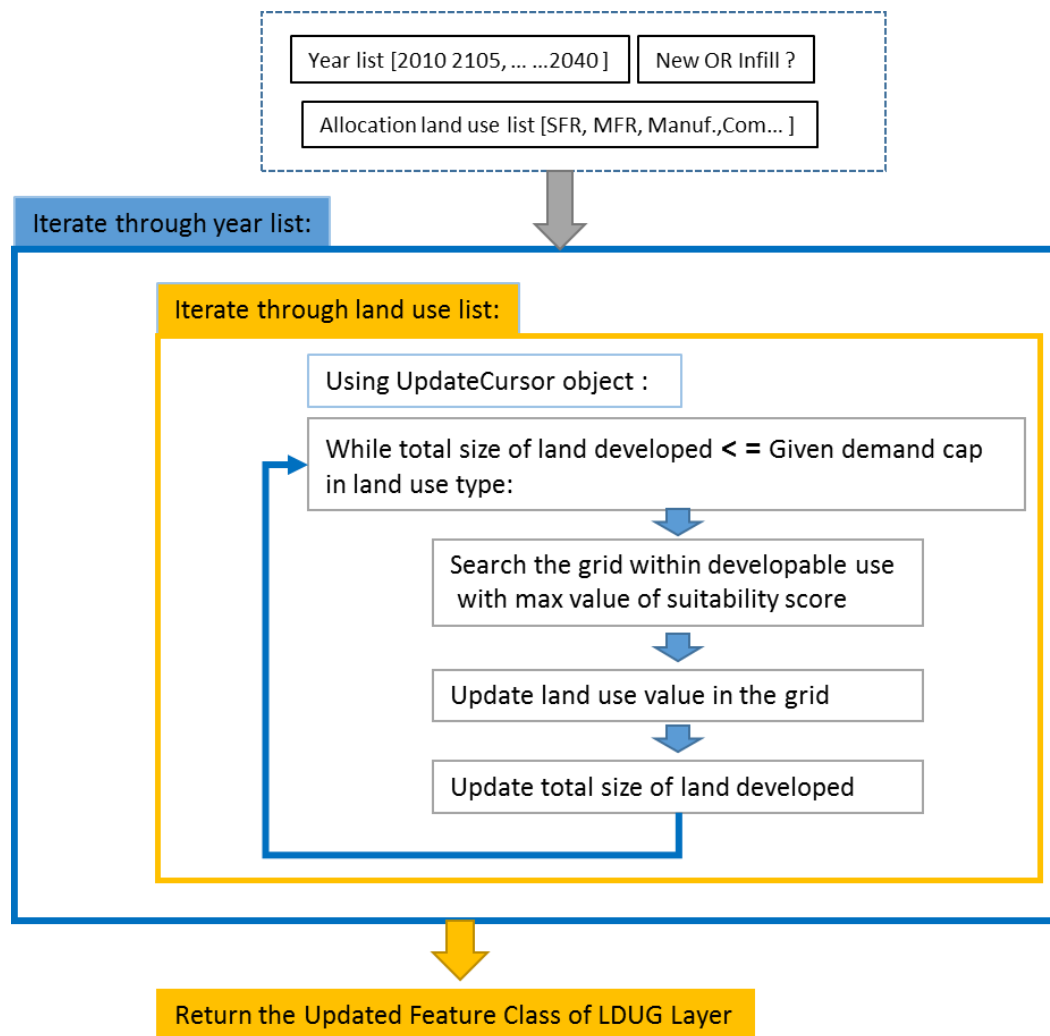 Year list [2010 2105, ... ...2040 ]
New OR Infill ?
Allocation land use list [SFR, MFR, Manuf.,Com... ]
Iterate through year list:
Iterate through land use list:
Using UpdateCursor object :
While total size of land developed < = Given demand cap
in land use type:
Search the grid within developable use
with max value of suitability score
Update land use value in the grid
Update total size of land developed
Return the Updated Feature Class of LDUG Layer